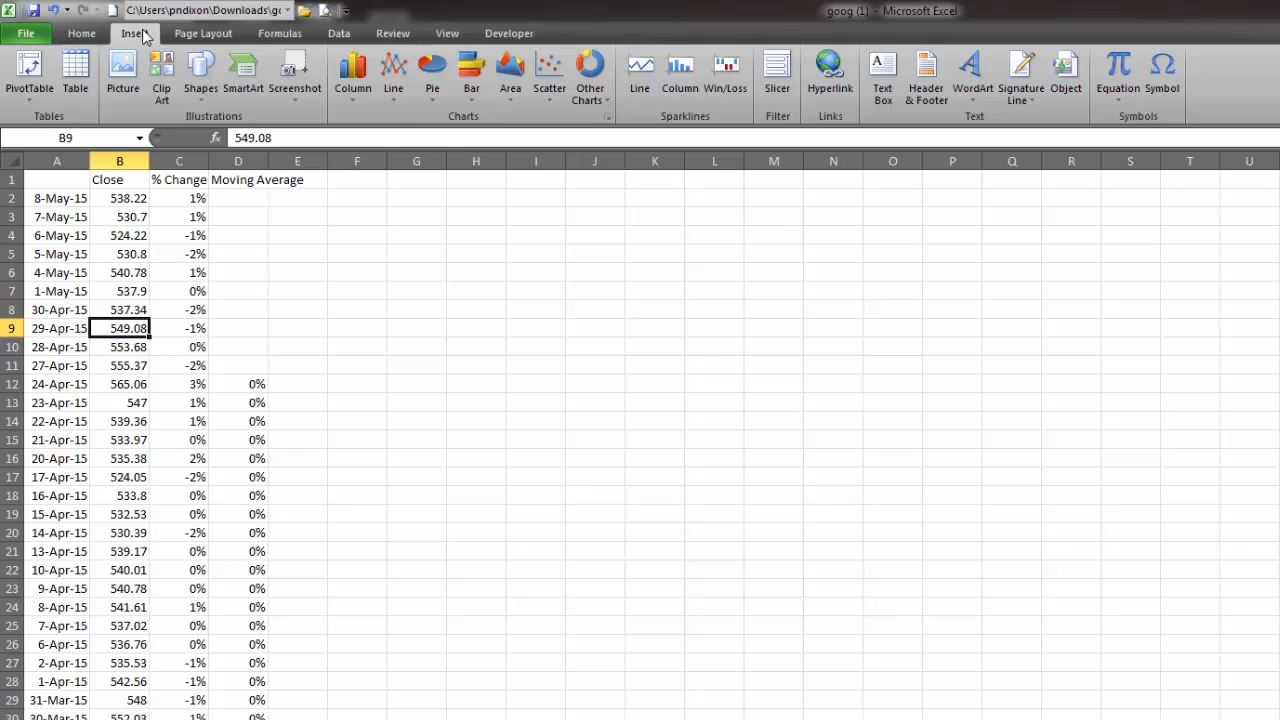 C:\Users\pndixon\Downloads\go
goog (1) – Microsoft Excel
File Home Inse Page Layout Formulas Data Review View Developer
PivotTable Table Picture Clip Art Shapes SmartArt Screenshot Column Line Pie Bar Area Scatter Other Charts Line Column Win/Loss Slicer Hyperlink Text Box Header & Footer WordArt Signature Line Object Equation Symbol
Tables Illustrations Charts Sparklines Filter Links Text Symbols
B9 fx 549.08
A B C D E F G H I J K L M N O P Q R S T U
1 Close % Change Moving Average
2 8-May-15 538.22 1%
3 7-May-15 530.7 1%
4 6-May-15 524.22 -1%
5 5-May-15 530.8 -2%
6 4-May-15 540.78 1%
7 1-May-15 537.9 0%
8 30-Apr-15 537.34 -2%
9 29-Apr-15 549.08 -1%
10 28-Apr-15 553.68 0%
11 27-Apr-15 555.37 -2%
12 24-Apr-15 565.06 3% 0%
13 23-Apr-15 547 1% 0%
14 22-Apr-15 539.36 1% 0%
15 21-Apr-15 533.97 0% 0%
16 20-Apr-15 535.38 2% 0%
17 17-Apr-15 524.05 -2% 0%
18 16-Apr-15 533.8 0% 0%
19 15-Apr-15 532.53 0% 0%
20 14-Apr-15 530.39 -2% 0%
21 13-Apr-15 539.17 0% 0%
22 10-Apr-15 540.01 0% 0%
23 9-Apr-15 540.78 0% 0%
24 8-Apr-15 541.61 1% 0%
25 7-Apr-15 537.02 0% 0%
26 6-Apr-15 536.76 0% 0%
27 2-Apr-15 535.53 -1% 0%
28 1-Apr-15 542.56 -1% 0%
29 31-Mar-15 548 -1% 0%
30 30-Mar-15 552.03 1% 0%